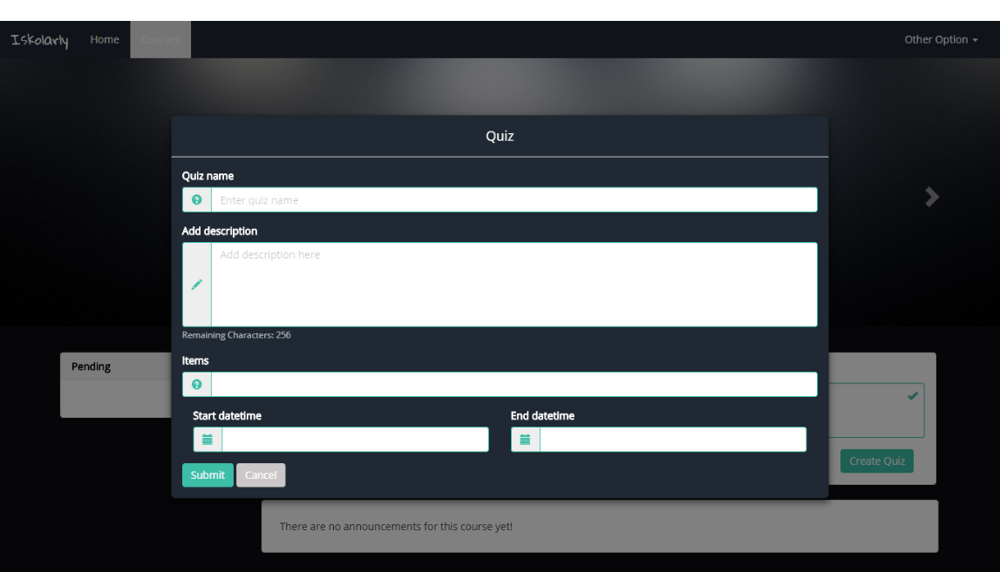 Iskolarly Home Courses Other Option
Quiz
Quiz name
Enter quiz name
Add description
Add description here
Remaining Characters: 256
Pending
Items
Start datetime End datetime
Submit Cancel
Create Quiz
There are no announcements for this course yet!